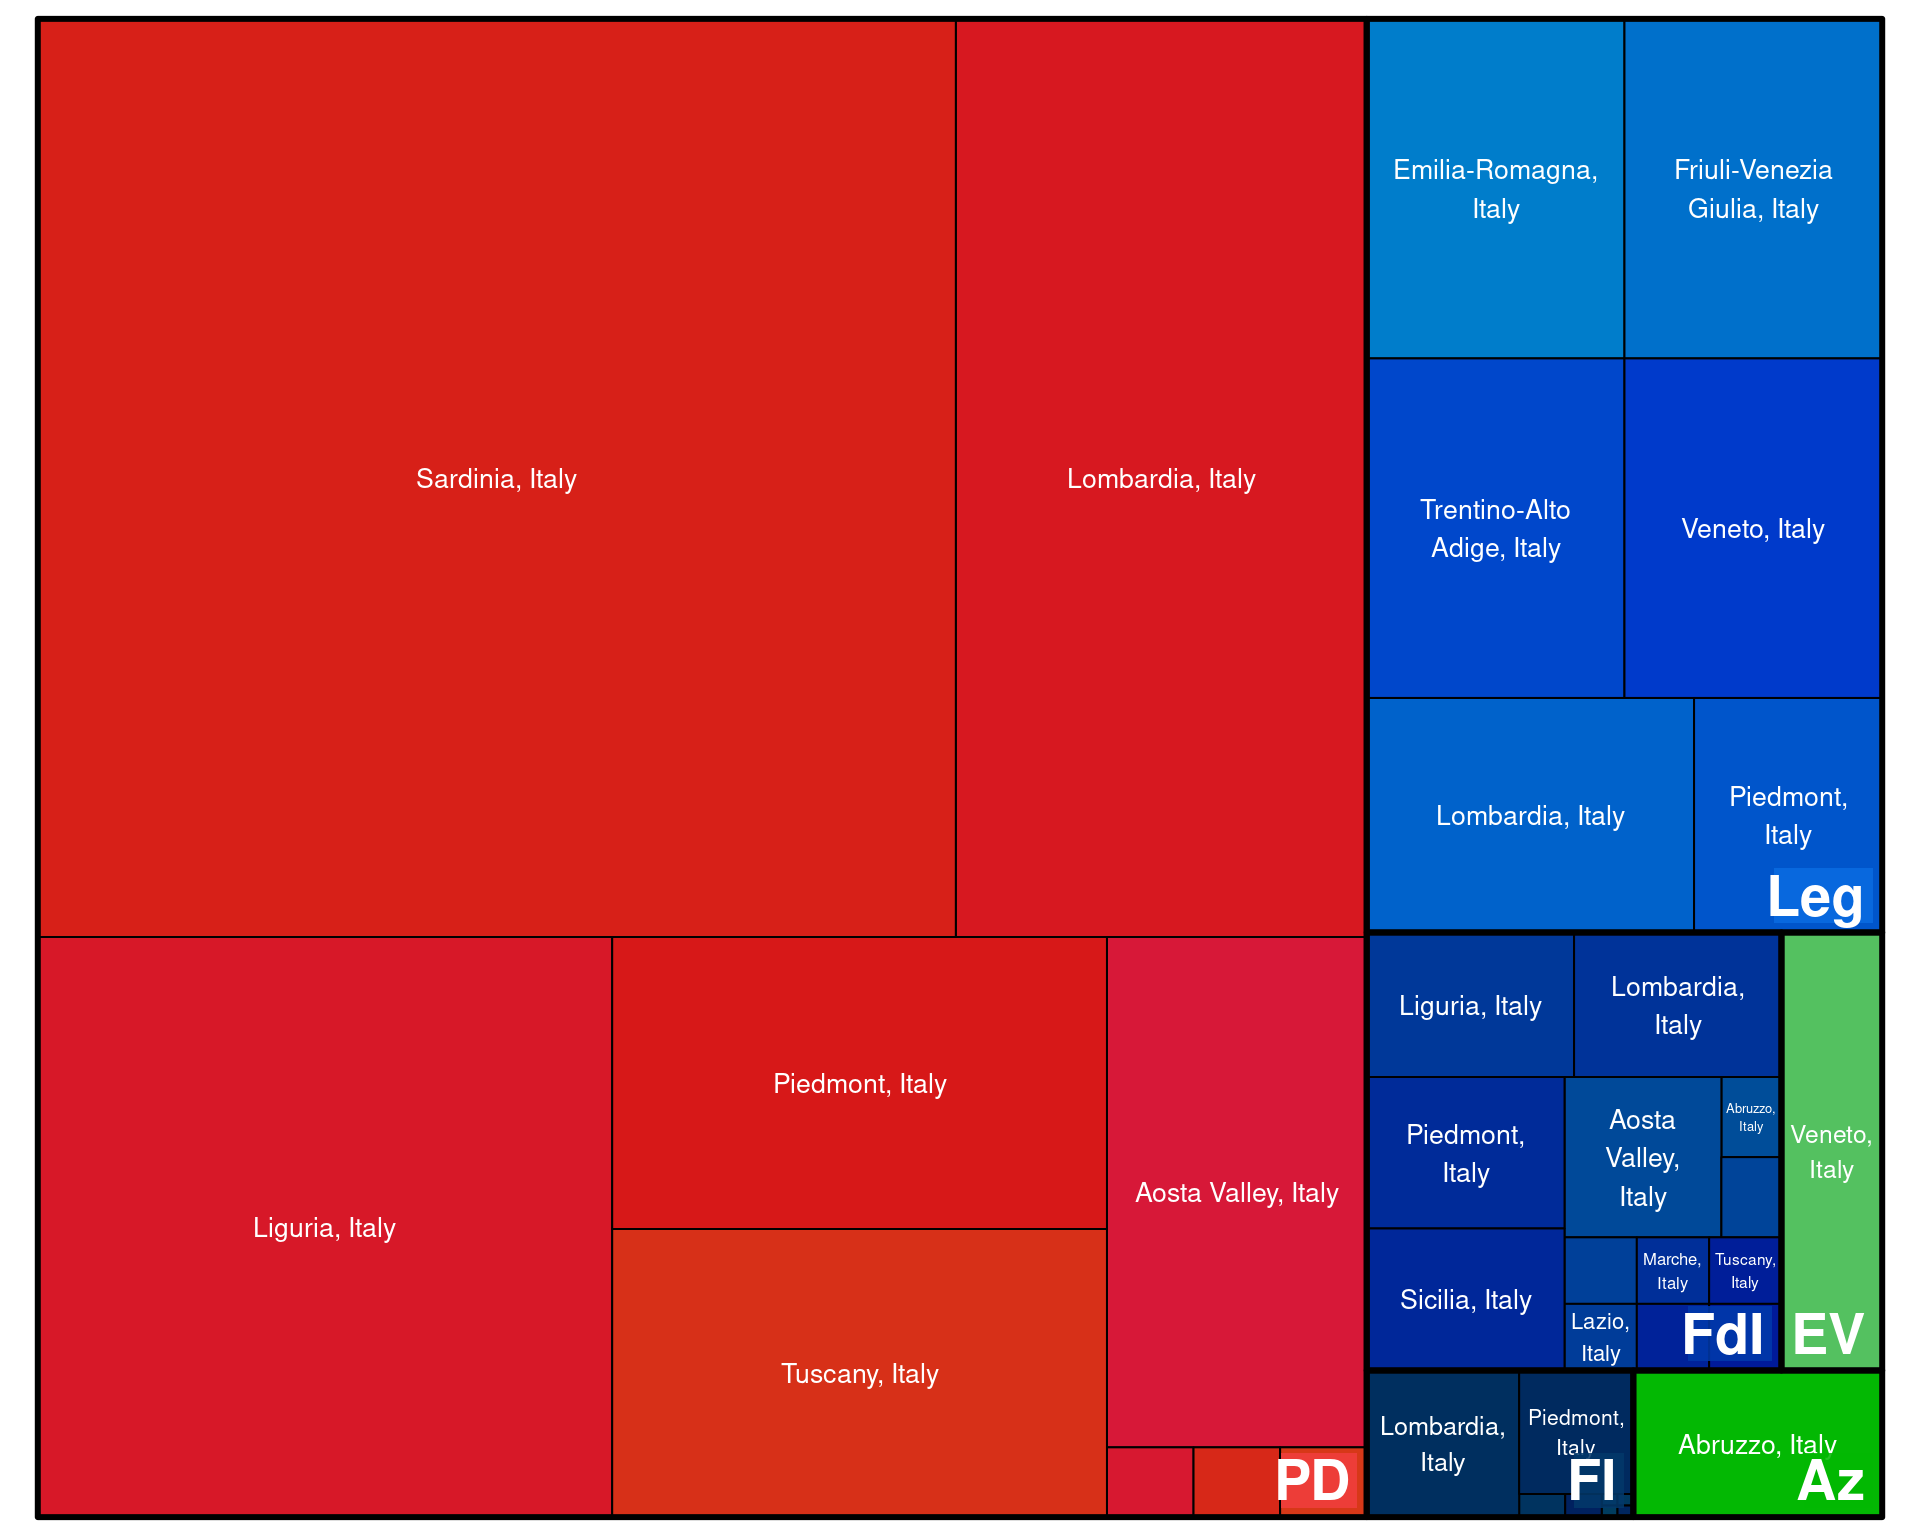 Sardinia, Italy
Lombardia, Italy
Liguria, Italy
Piedmont, Italy
Tuscany, Italy
Aosta Valley, Italy
PD
Emilia-Romagna,
Italy
Friuli-Venezia
Giulia, Italy
Trentino-Alto
Adige, Italy
Veneto, Italy
Lombardia, Italy
Piedmont,
Italy
Leg
Liguria, Italy
Lombardia,
Italy
Piedmont,
Italy
Aosta
Valley,
Italy
Abruzzo,
Italy
Sicilia, Italy
Marche,
Italy
Tuscany,
Italy
Lazio,
Italy
FdI
Veneto,
Italy
EV
Lombardia,
Italy
Piedmont,
Italy
FI
Abruzzo, Italy
Az